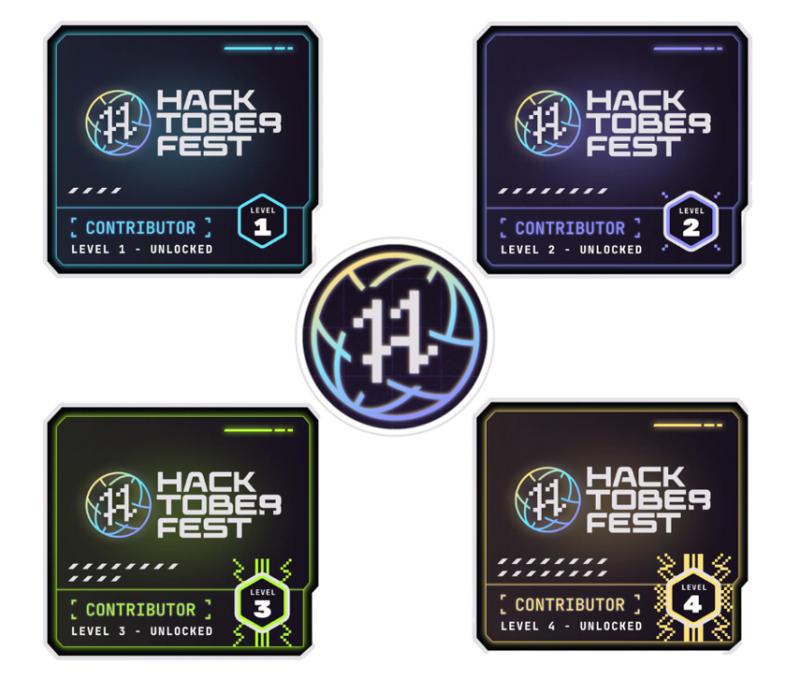 HACK
TOBER
FEST
[ CONTRIBUTOR ]
LEVEL 1 - UNLOCKED
LEVEL
1
HACK
TOBER
FEST
[ CONTRIBUTOR ]
LEVEL 2 - UNLOCKED
LEVEL
2
H
HACK
TOBER
FEST
[ CONTRIBUTOR ]
LEVEL 3 - UNLOCKED
LEVEL
3
HACK
TOBER
FEST
[ CONTRIBUTOR ]
LEVEL 4 - UNLOCKED
LEVEL
4